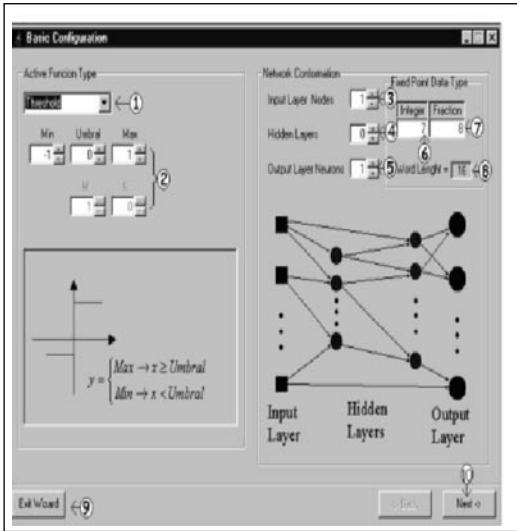 Basic Configuration
Active Funcion Type
Threshold
1
Min Umbral Max
-1 0 1
2
M K
1 0
y = { Max → x ≥ Umbral
Min → x < Umbral
Network Conformation
Input Layer Nodes 1 3
Hidden Layers 0 4
Output Layer Neurons 1 5
Fixed Point Data Type
Integer Fraction
7 8 7
6
Word Lenght = 16 8
Input Layer
Hidden Layers
Output Layer
Exit Wizard 9
<- Back
10
Next ->